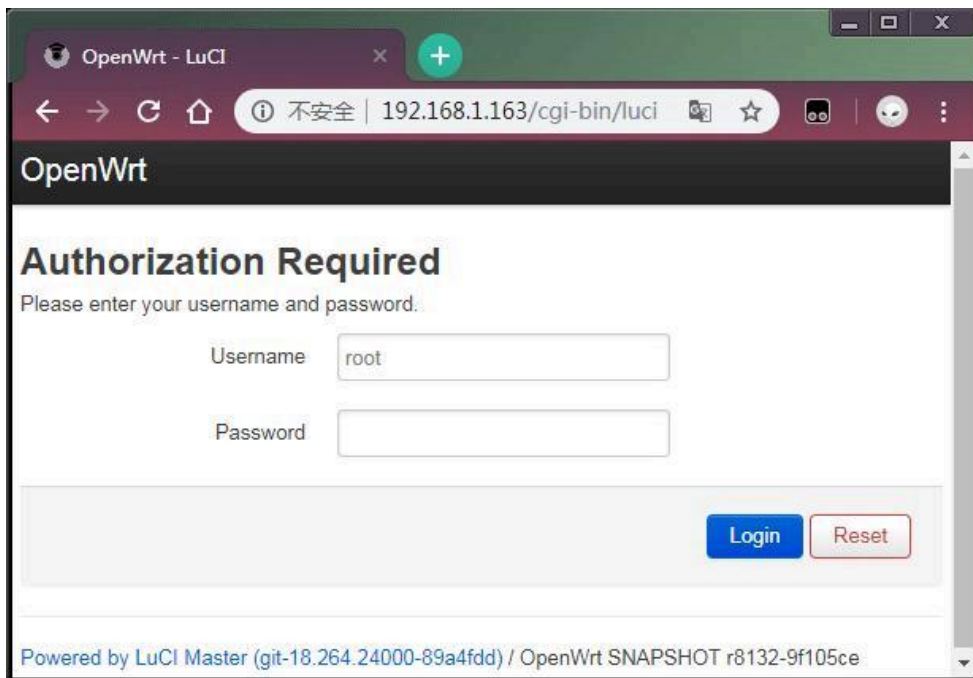 OpenWrt - LuCI
不安全 | 192.168.1.163/cgi-bin/luci
OpenWrt
Authorization Required
Please enter your username and password.
Username
root
Password
Login
Reset
Powered by LuCI Master (git-18.264.24000-89a4fdd) / OpenWrt SNAPSHOT r8132-9f105ce